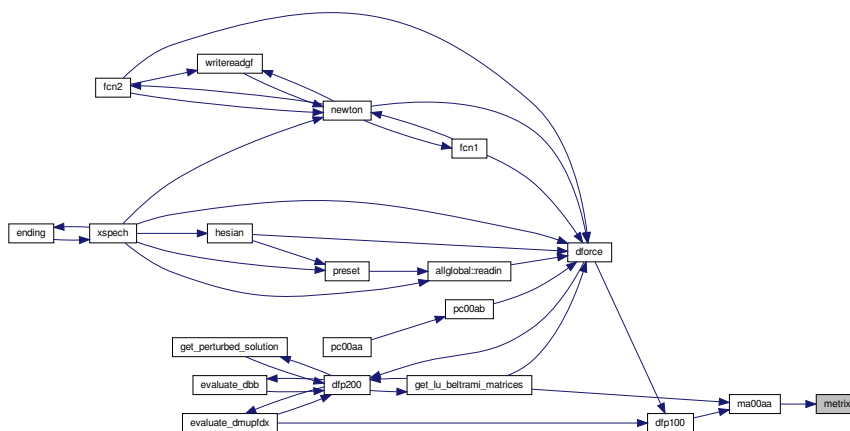 writereadgf
fcn2
newton
fcn1
ending
xspech
hesian
dforce
preset
allglobal::readin
pc00ab
get_perturbed_solution
pc00aa
evaluate_dbb
dfp200
get_lu_beltrami_matrices
ma00aa
metrix
evaluate_dmupfdx
dfp100